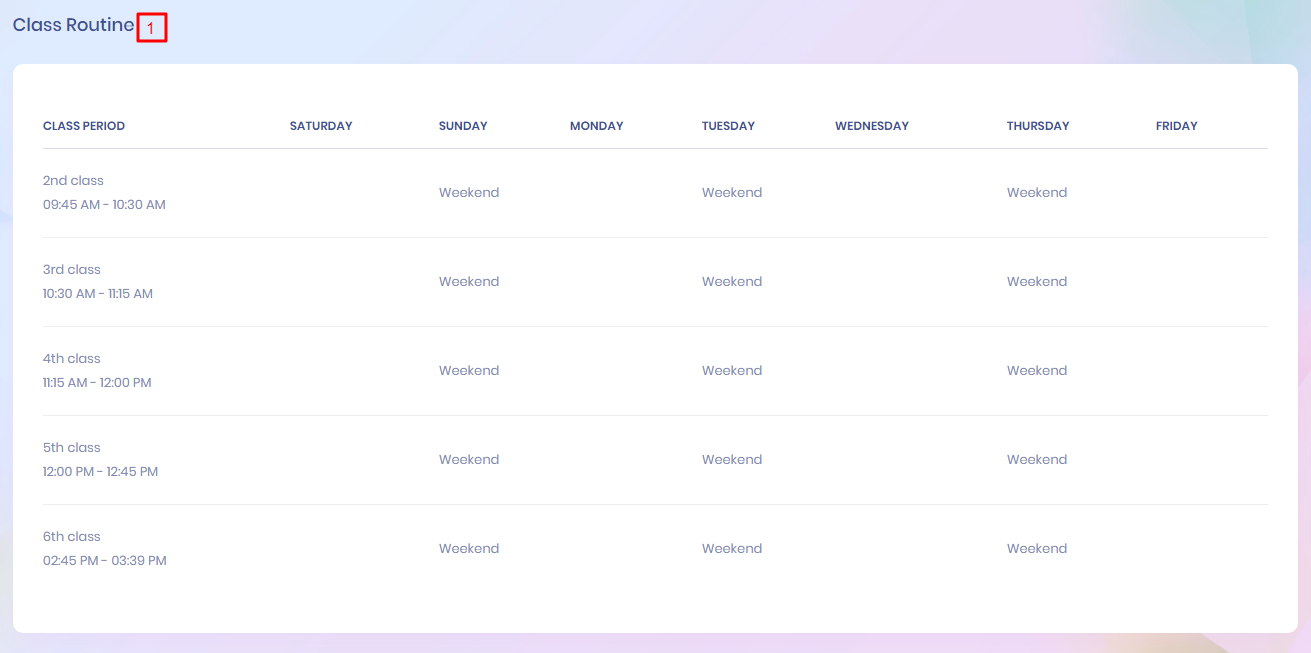 Class Routine 1
CLASS PERIOD SATURDAY SUNDAY MONDAY TUESDAY WEDNESDAY THURSDAY FRIDAY
2nd class
09:45 AM - 10:30 AM Weekend Weekend Weekend
3rd class
10:30 AM - 11:15 AM Weekend Weekend Weekend
4th class
11:15 AM - 12:00 PM Weekend Weekend Weekend
5th class
12:00 PM - 12:45 PM Weekend Weekend Weekend
6th class
02:45 PM - 03:39 PM Weekend Weekend Weekend